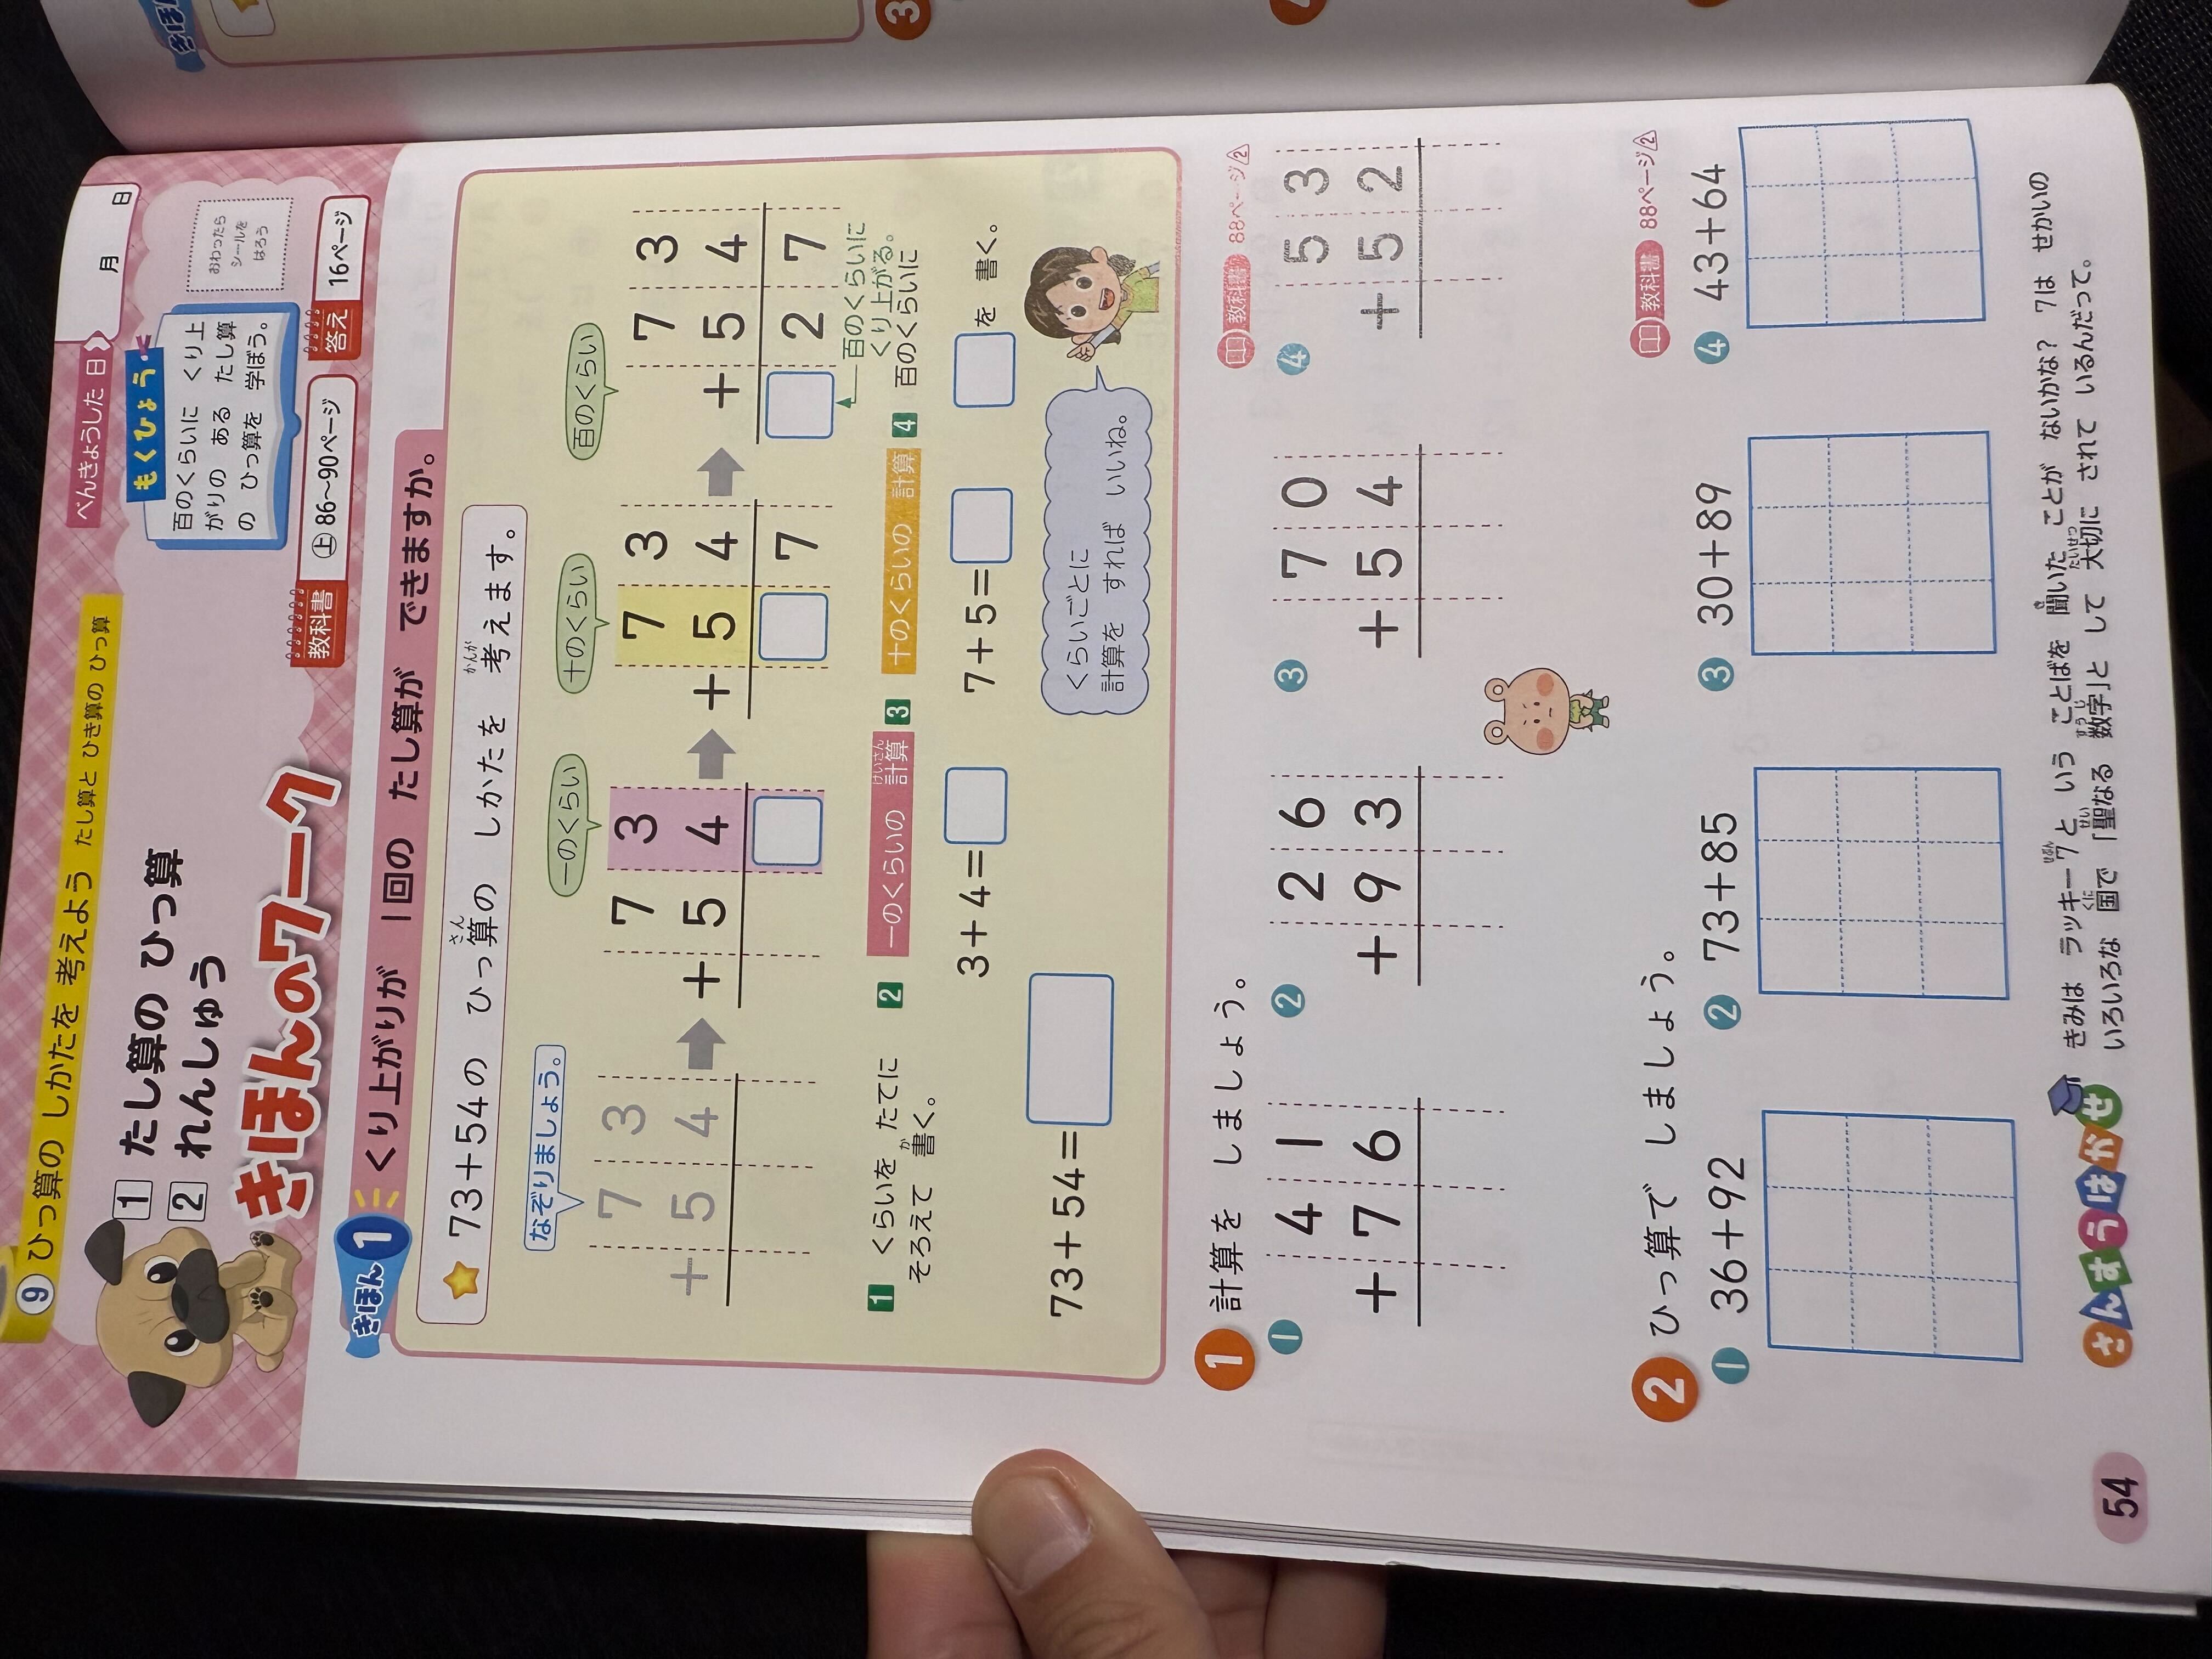 9 ひっ算の しかたを 考えよう たし算と ひき算の ひっ算
べんきょうした日
月 日
1 たし算の ひっ算
2 れんしゅう
きほんのワーク
もくひょう
百のくらいに くり上
がりの ある たし算
の ひっ算を 学ぼう。
おわったら
シールを
はろう
教科書 上86〜90ページ 答え 16ページ
きほん 1 くり上がりが 1回の たし算が できますか。
73+54の ひっ算の しかたを 考えます。
なぞりましょう。
一のくらい 十のくらい 百のくらい
7 3 7 3 7 3 7 3
+ 5 4 + 5 4 + 5 4 + 5 4
7 2 7
百のくらいに
くり上がる。
1 くらいを たてに
そろえて 書く。
2 一のくらいの 計算
3+4=
3 十のくらいの 計算
7+5=
4 百のくらいに
を 書く。
73+54=
くらいごとに
計算を すれば いいね。
1 計算を しましょう。
教科書 88ページ2
1 2 3 4
4 1 2 6 7 0 5 3
+ 7 6 + 9 3 + 5 4 + 5 2
2 ひっ算で しましょう。
教科書 88ページ2
1 36+92 2 73+85 3 30+89 4 43+64
さんすうはかせ
きみは ラッキー7と いう ことばを 聞いた ことが ないかな? 7は せかいの
いろいろな 国で「聖なる 数字」と して 大切に されて いるんだって。
54
きほん
3